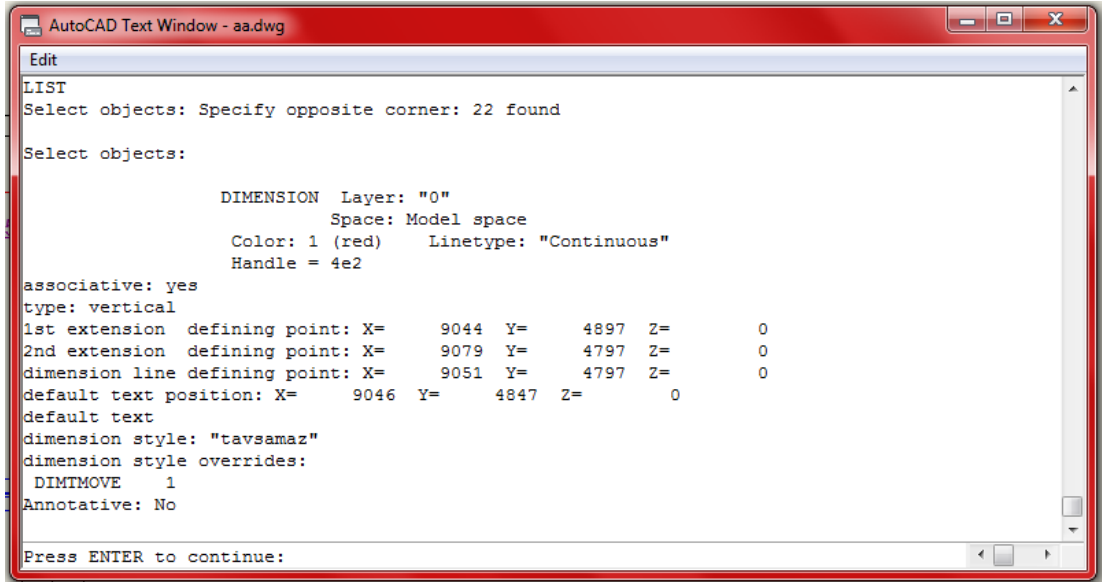 AutoCAD Text Window - aa.dwg
Edit
LIST
Select objects: Specify opposite corner: 22 found
Select objects:
DIMENSION  Layer: "0"
Space: Model space
Color: 1 (red)    Linetype: "Continuous"
Handle = 4e2
associative: yes
type: vertical
1st extension  defining point: X=     9044  Y=     4897  Z=        0
2nd extension  defining point: X=     9079  Y=     4797  Z=        0
dimension line defining point: X=     9051  Y=     4797  Z=        0
default text position: X=     9046  Y=     4847  Z=        0
default text
dimension style: "tavsamaz"
dimension style overrides:
DIMTMOVE    1
Annotative: No
Press ENTER to continue: